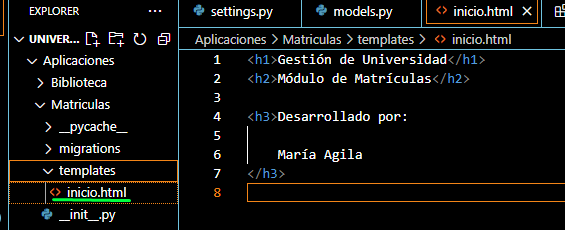 EXPLORER
UNIVER...
Aplicaciones
Biblioteca
Matriculas
__pycache__
migrations
templates
<> inicio.html
__init__.py
settings.py models.py <> inicio.html ×
Aplicaciones > Matriculas > templates > <> inicio.html
1 <h1>Gestión de Universidad</h1>
2 <h2>Módulo de Matrículas</h2>
3
4 <h3>Desarrollado por:
5
6 María Agila
7 </h3>
8